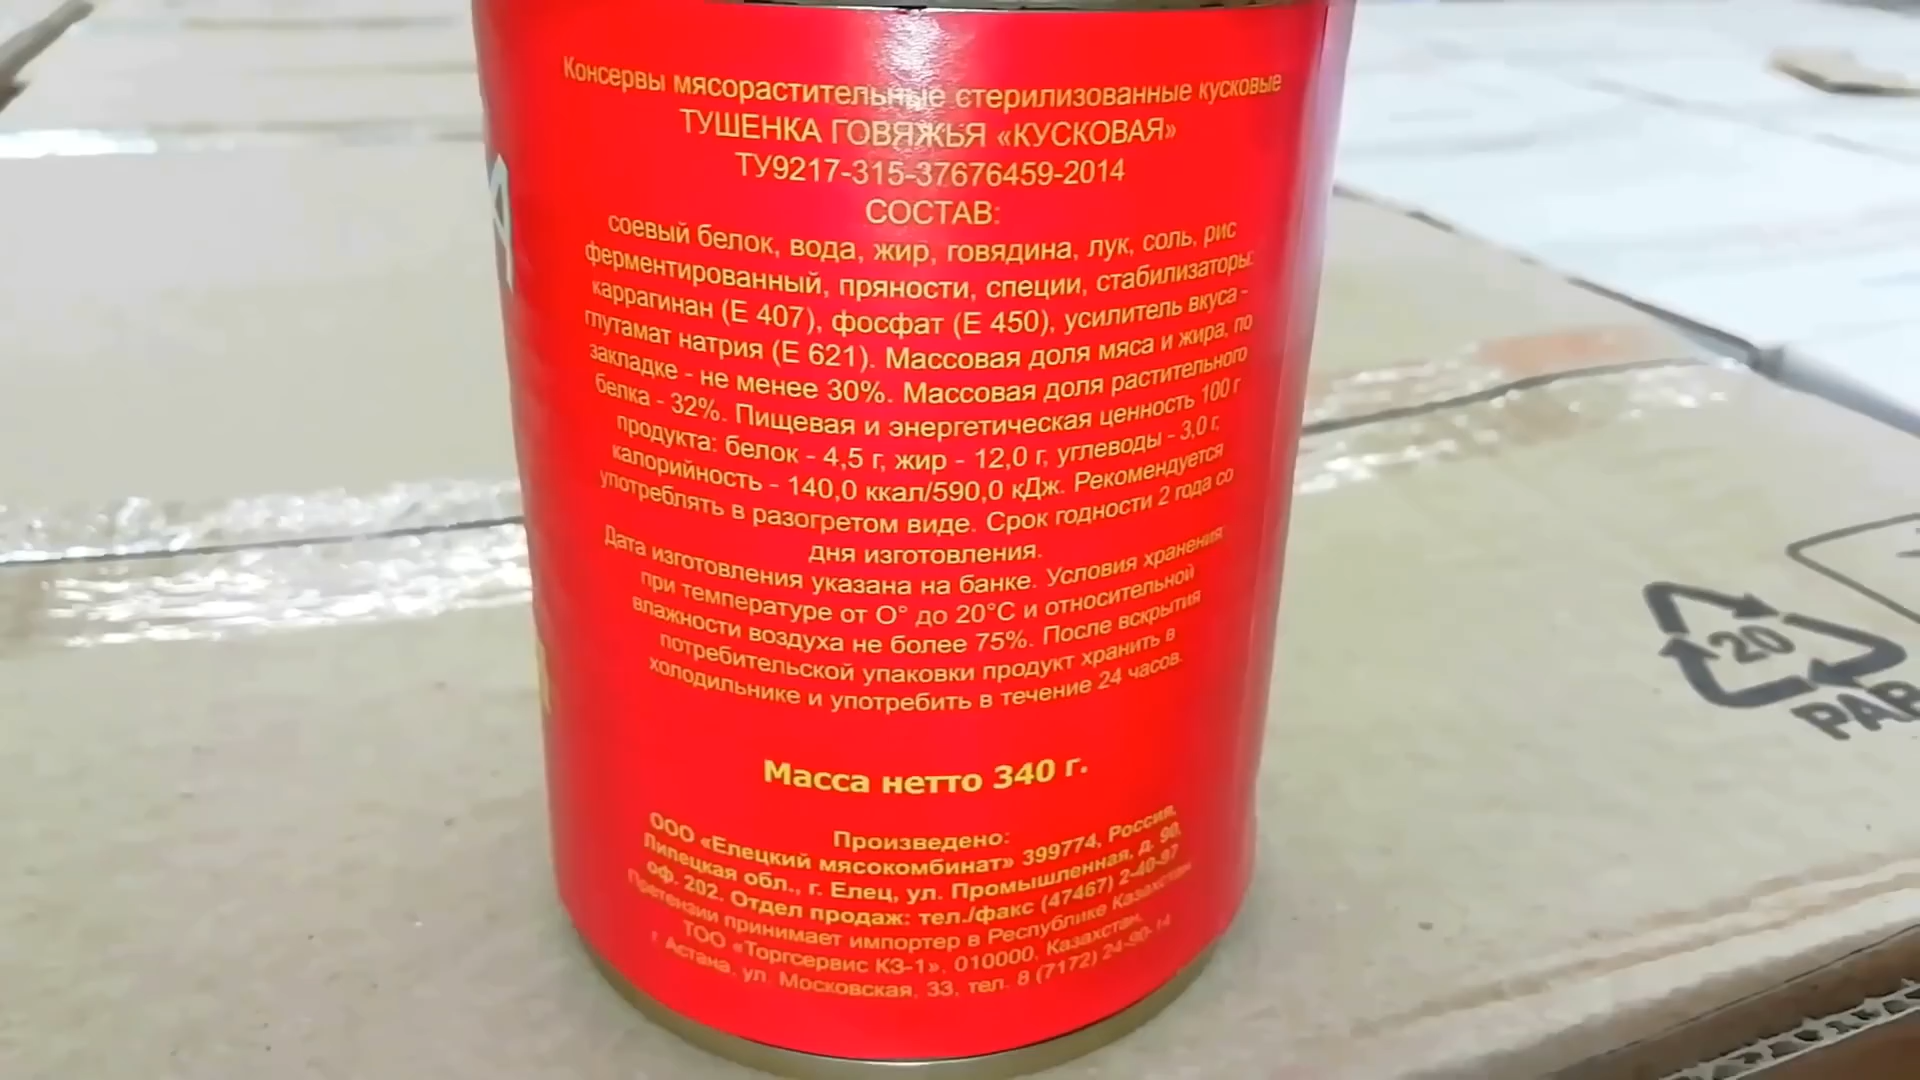 Консервы мясорастительные стерилизованные кусковые
ТУШЕНКА ГОВЯЖЬЯ «КУСКОВАЯ»
ТУ9217-315-37676459-2014
СОСТАВ:
соевый белок, вода, жир, говядина, лук, соль, рис
ферментированный, пряности, специи, стабилизаторы:
каррагинан (Е 407), фосфат (Е 450), усилитель вкуса -
глутамат натрия (Е 621). Массовая доля мяса и жира, по
закладке - не менее 30%. Массовая доля растительного
белка - 32%. Пищевая и энергетическая ценность 100 г
продукта: белок - 4,5 г, жир - 12,0 г, углеводы - 3,0 г,
калорийность - 140,0 ккал/590,0 кДж. Рекомендуется
употреблять в разогретом виде. Срок годности 2 года со
дня изготовления.
Дата изготовления указана на банке. Условия хранения:
при температуре от О° до 20°С и относительной
влажности воздуха не более 75%. После вскрытия
потребительской упаковки продукт хранить в
холодильнике и употребить в течение 24 часов.
Масса нетто 340 г.
Произведено:
ООО «Елецкий мясокомбинат» 399774, Россия,
Липецкая обл., г. Елец, ул. Промышленная, д. 90,
оф. 202. Отдел продаж: тел./факс (47467) 2-40-97
Претензии принимает импортер в Республике Казахстан
ТОО «Торгсервис КЗ-1», 010000, Казахстан,
г. Астана, ул. Московская, 33, тел. 8 (7172) 24-90-14
20
PAP